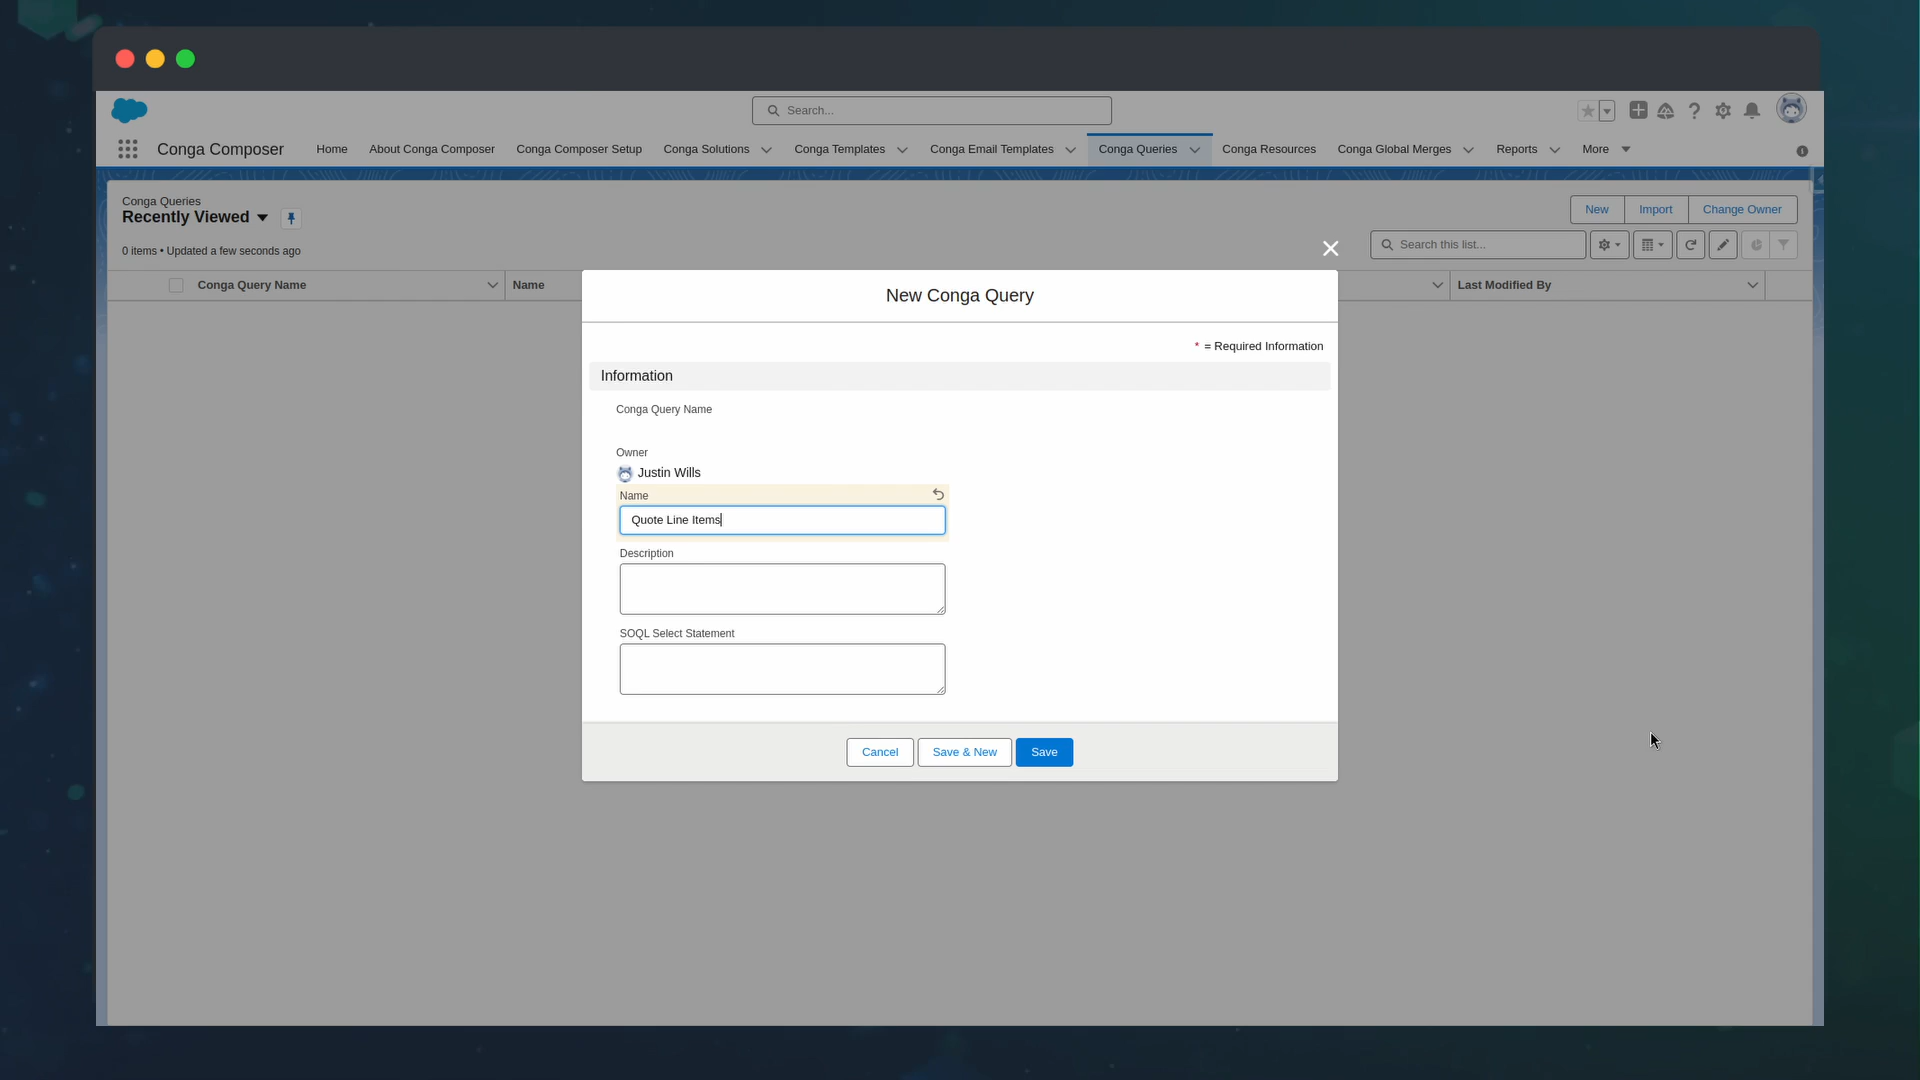 Search...
Conga Composer
Home
About Conga Composer
Conga Composer Setup
Conga Solutions
Conga Templates
Conga Email Templates
Conga Queries
Conga Resources
Conga Global Merges
Reports
More
Conga Queries
Recently Viewed
New
Import
Change Owner
0 items • Updated a few seconds ago
Search this list...
Conga Query Name
Name
Last Modified By
New Conga Query
* = Required Information
Information
Conga Query Name
Owner
Justin Wills
Name
Quote Line Items
Description
SOQL Select Statement
Cancel
Save & New
Save